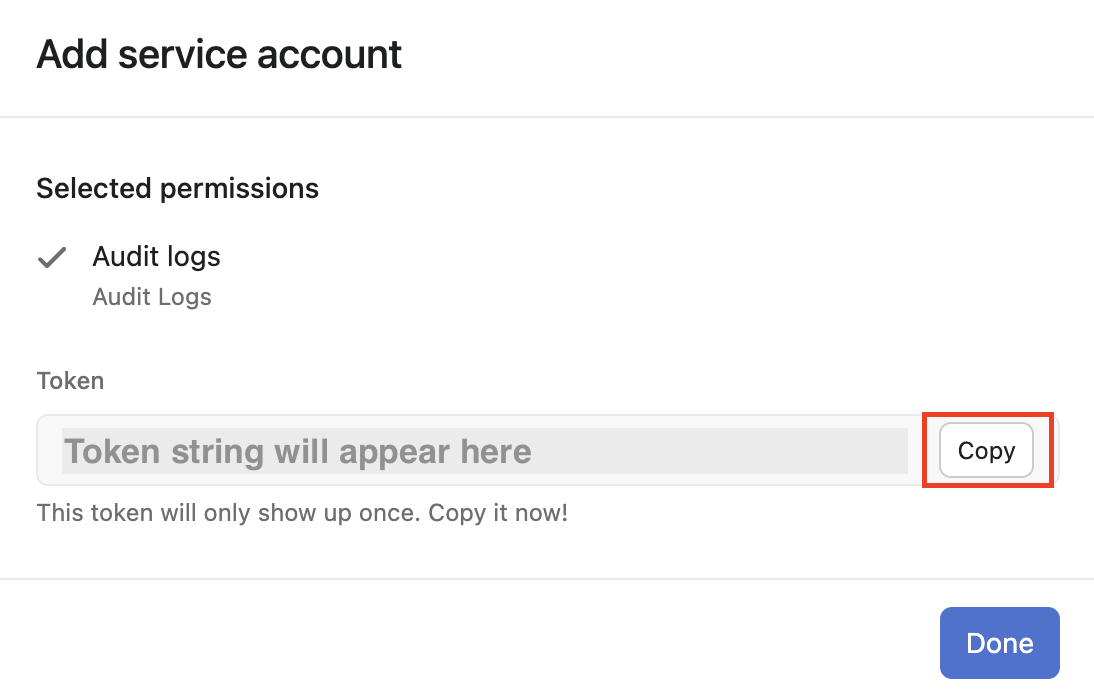 Add service account
Selected permissions
Audit logs
Audit Logs
Token
Token string will appear here
Copy
This token will only show up once. Copy it now!
Done